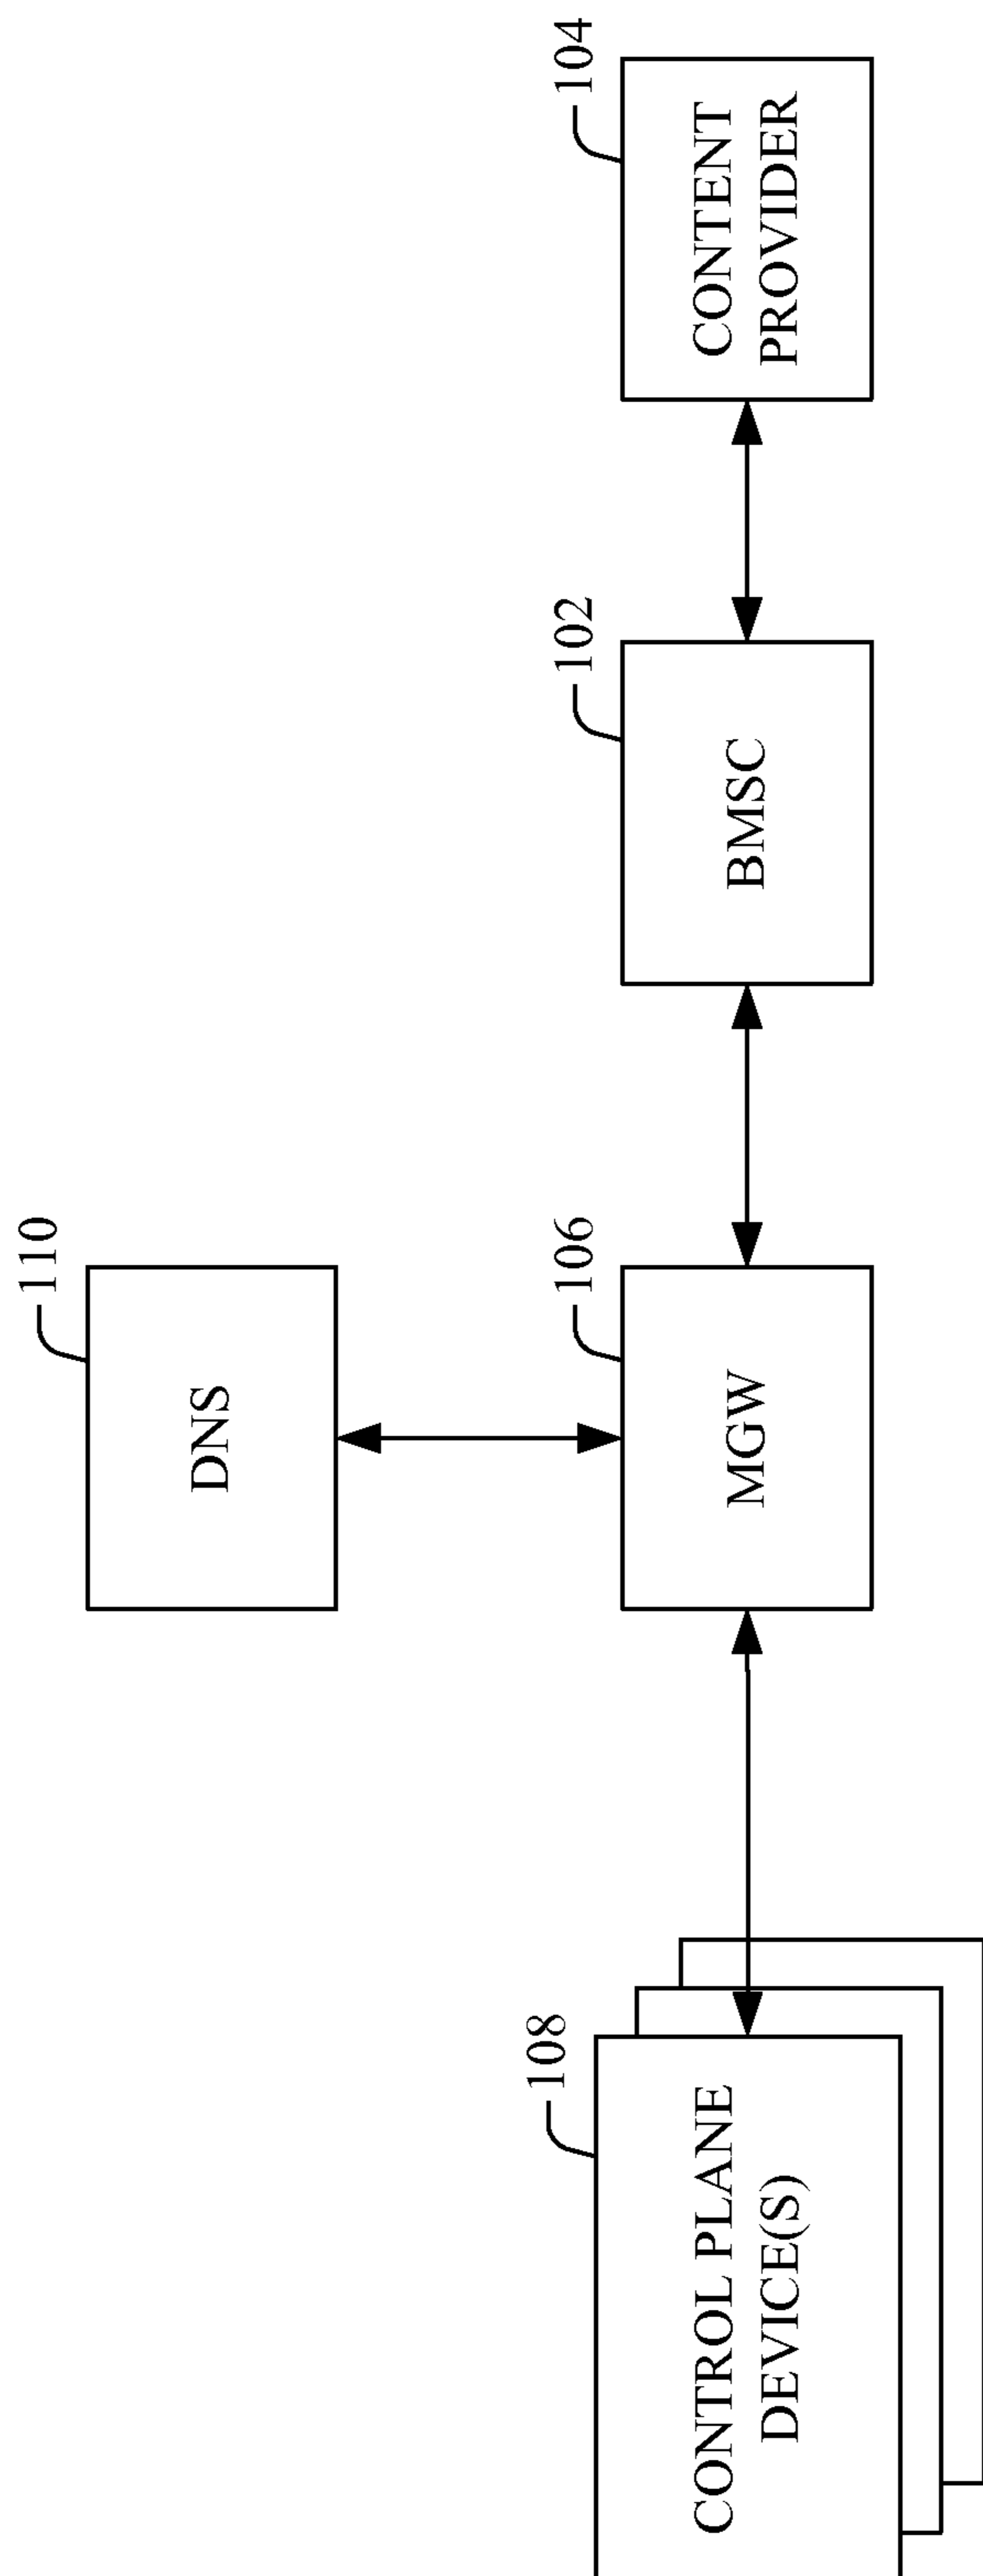 110
DNS
108
106
102
104
CONTROL PLANE
DEVICE(S)
MGW
BMSC
CONTENT
PROVIDER